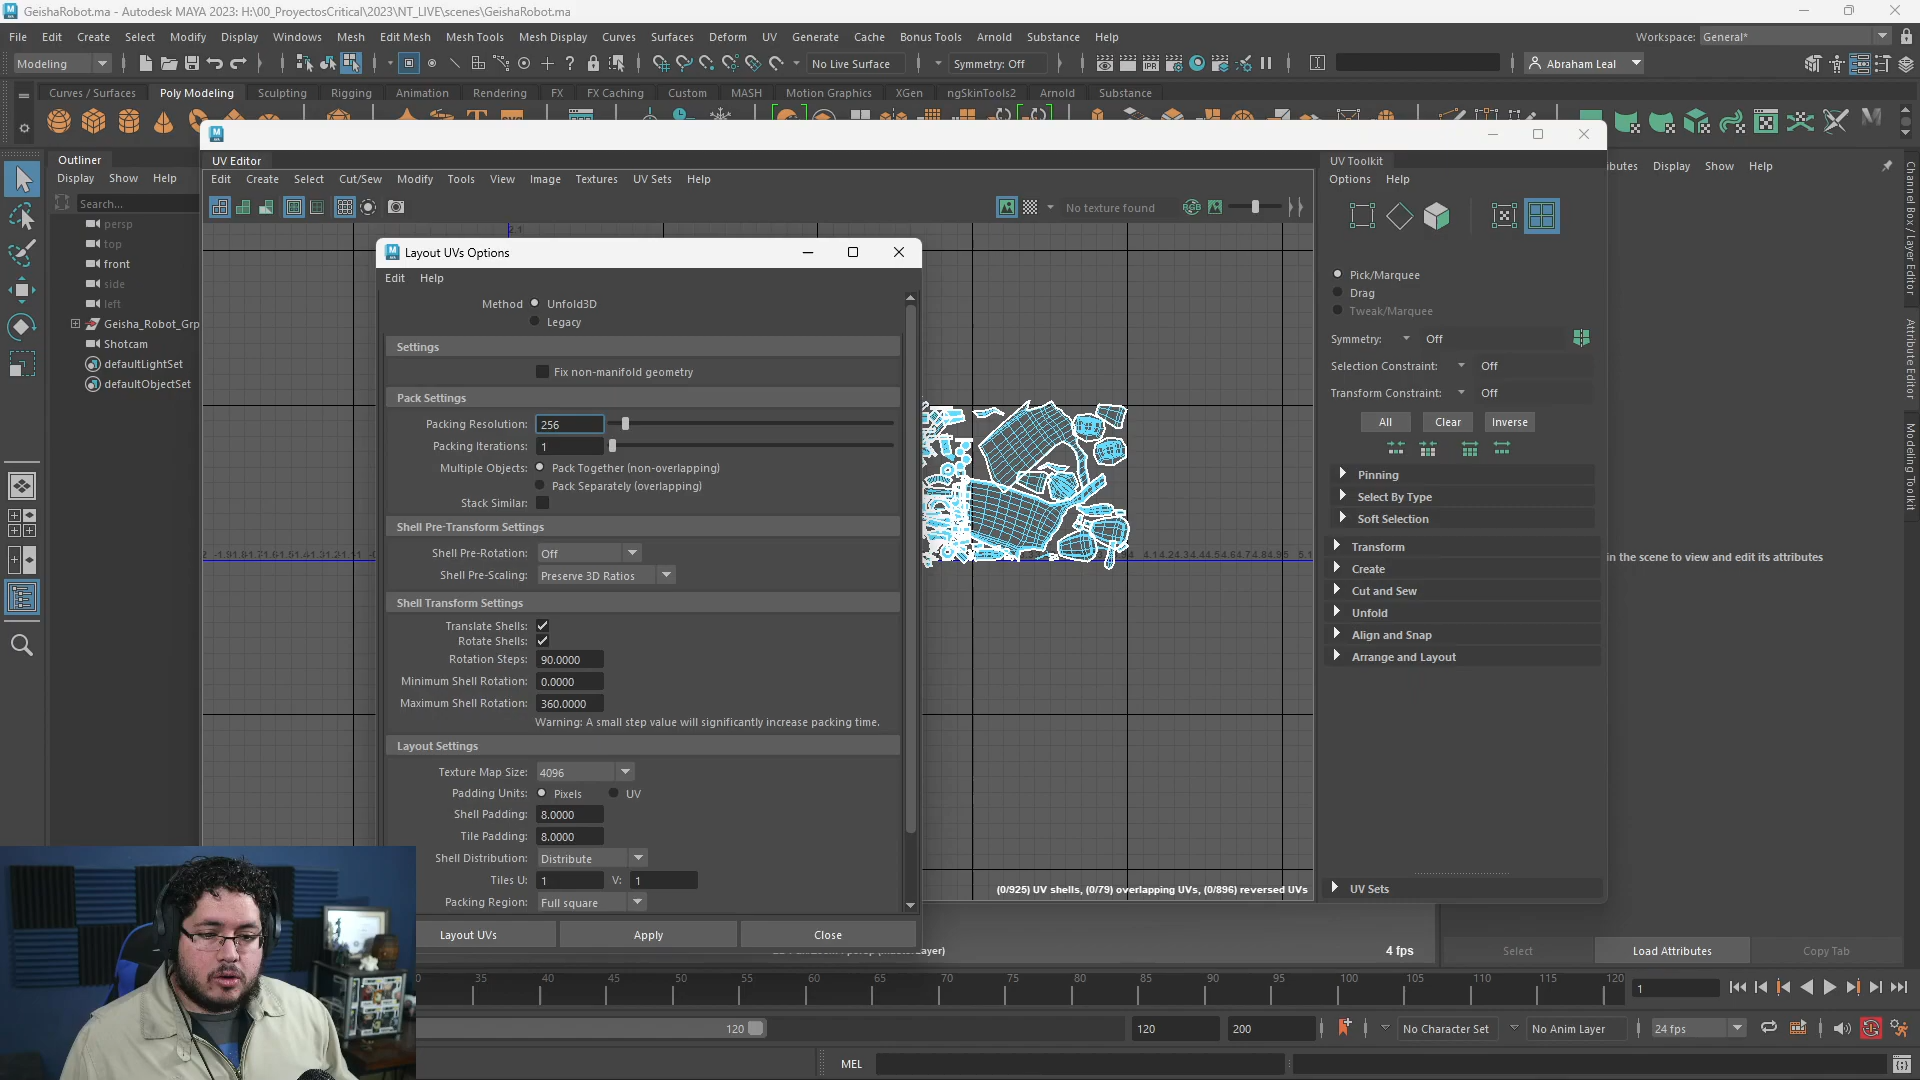 GeishaRobot.ma - Autodesk MAYA 2023: H:\00_ProyectosCritical\2023\NT_LIVE\scenes\GeishaRobot.ma
File Edit Create Select Modify Display Windows Mesh Edit Mesh Mesh Tools Mesh Display Curves Surfaces Deform UV Generate Cache Bonus Tools Arnold Substance Help
Workspace: General*
Modeling
No Live Surface
Symmetry: Off
Abraham Leal
Curves / Surfaces Poly Modeling Sculpting Rigging Animation Rendering FX FX Caching Custom MASH Motion Graphics XGen ngSkinTools2 Arnold Substance
Outliner
Display Show Help
Search...
persp
top
front
side
left
Geisha_Robot_Grp
Shotcam
defaultLightSet
defaultObjectSet
UV Editor
Edit Create Select Cut/Sew Modify Tools View Image Textures UV Sets Help
No texture found
Layout UVs Options
Edit Help
Method Unfold3D
Legacy
Settings
Fix non-manifold geometry
Pack Settings
Packing Resolution: 256
Packing Iterations: 1
Multiple Objects: Pack Together (non-overlapping)
Pack Separately (overlapping)
Stack Similar:
Shell Pre-Transform Settings
Shell Pre-Rotation: Off
Shell Pre-Scaling: Preserve 3D Ratios
Shell Transform Settings
Translate Shells:
Rotate Shells:
Rotation Steps: 90.0000
Minimum Shell Rotation: 0.0000
Maximum Shell Rotation: 360.0000
Warning: A small step value will significantly increase packing time.
Layout Settings
Texture Map Size: 4096
Padding Units: Pixels UV
Shell Padding: 8.0000
Tile Padding: 8.0000
Shell Distribution: Distribute
Tiles U: 1 V: 1
Packing Region: Full square
Layout UVs Apply Close
(0/925) UV shells, (0/79) overlapping UVs, (0/896) reversed UVs
UV Toolkit
Options Help
Pick/Marquee
Drag
Tweak/Marquee
Symmetry: Off
Selection Constraint: Off
Transform Constraint: Off
All Clear Inverse
Pinning
Select By Type
Soft Selection
Transform
Create
Cut and Sew
Unfold
Align and Snap
Arrange and Layout
UV Sets
butes Display Show Help
in the scene to view and edit its attributes
Channel Box / Layer Editor
Attribute Editor
Modeling Toolkit
4 fps
Select Load Attributes Copy Tab
35 40 45 50 55 60 65 70 75 80 85 90 95 100 105 110 115 120
1
120
120
200
No Character Set
No Anim Layer
24 fps
MEL